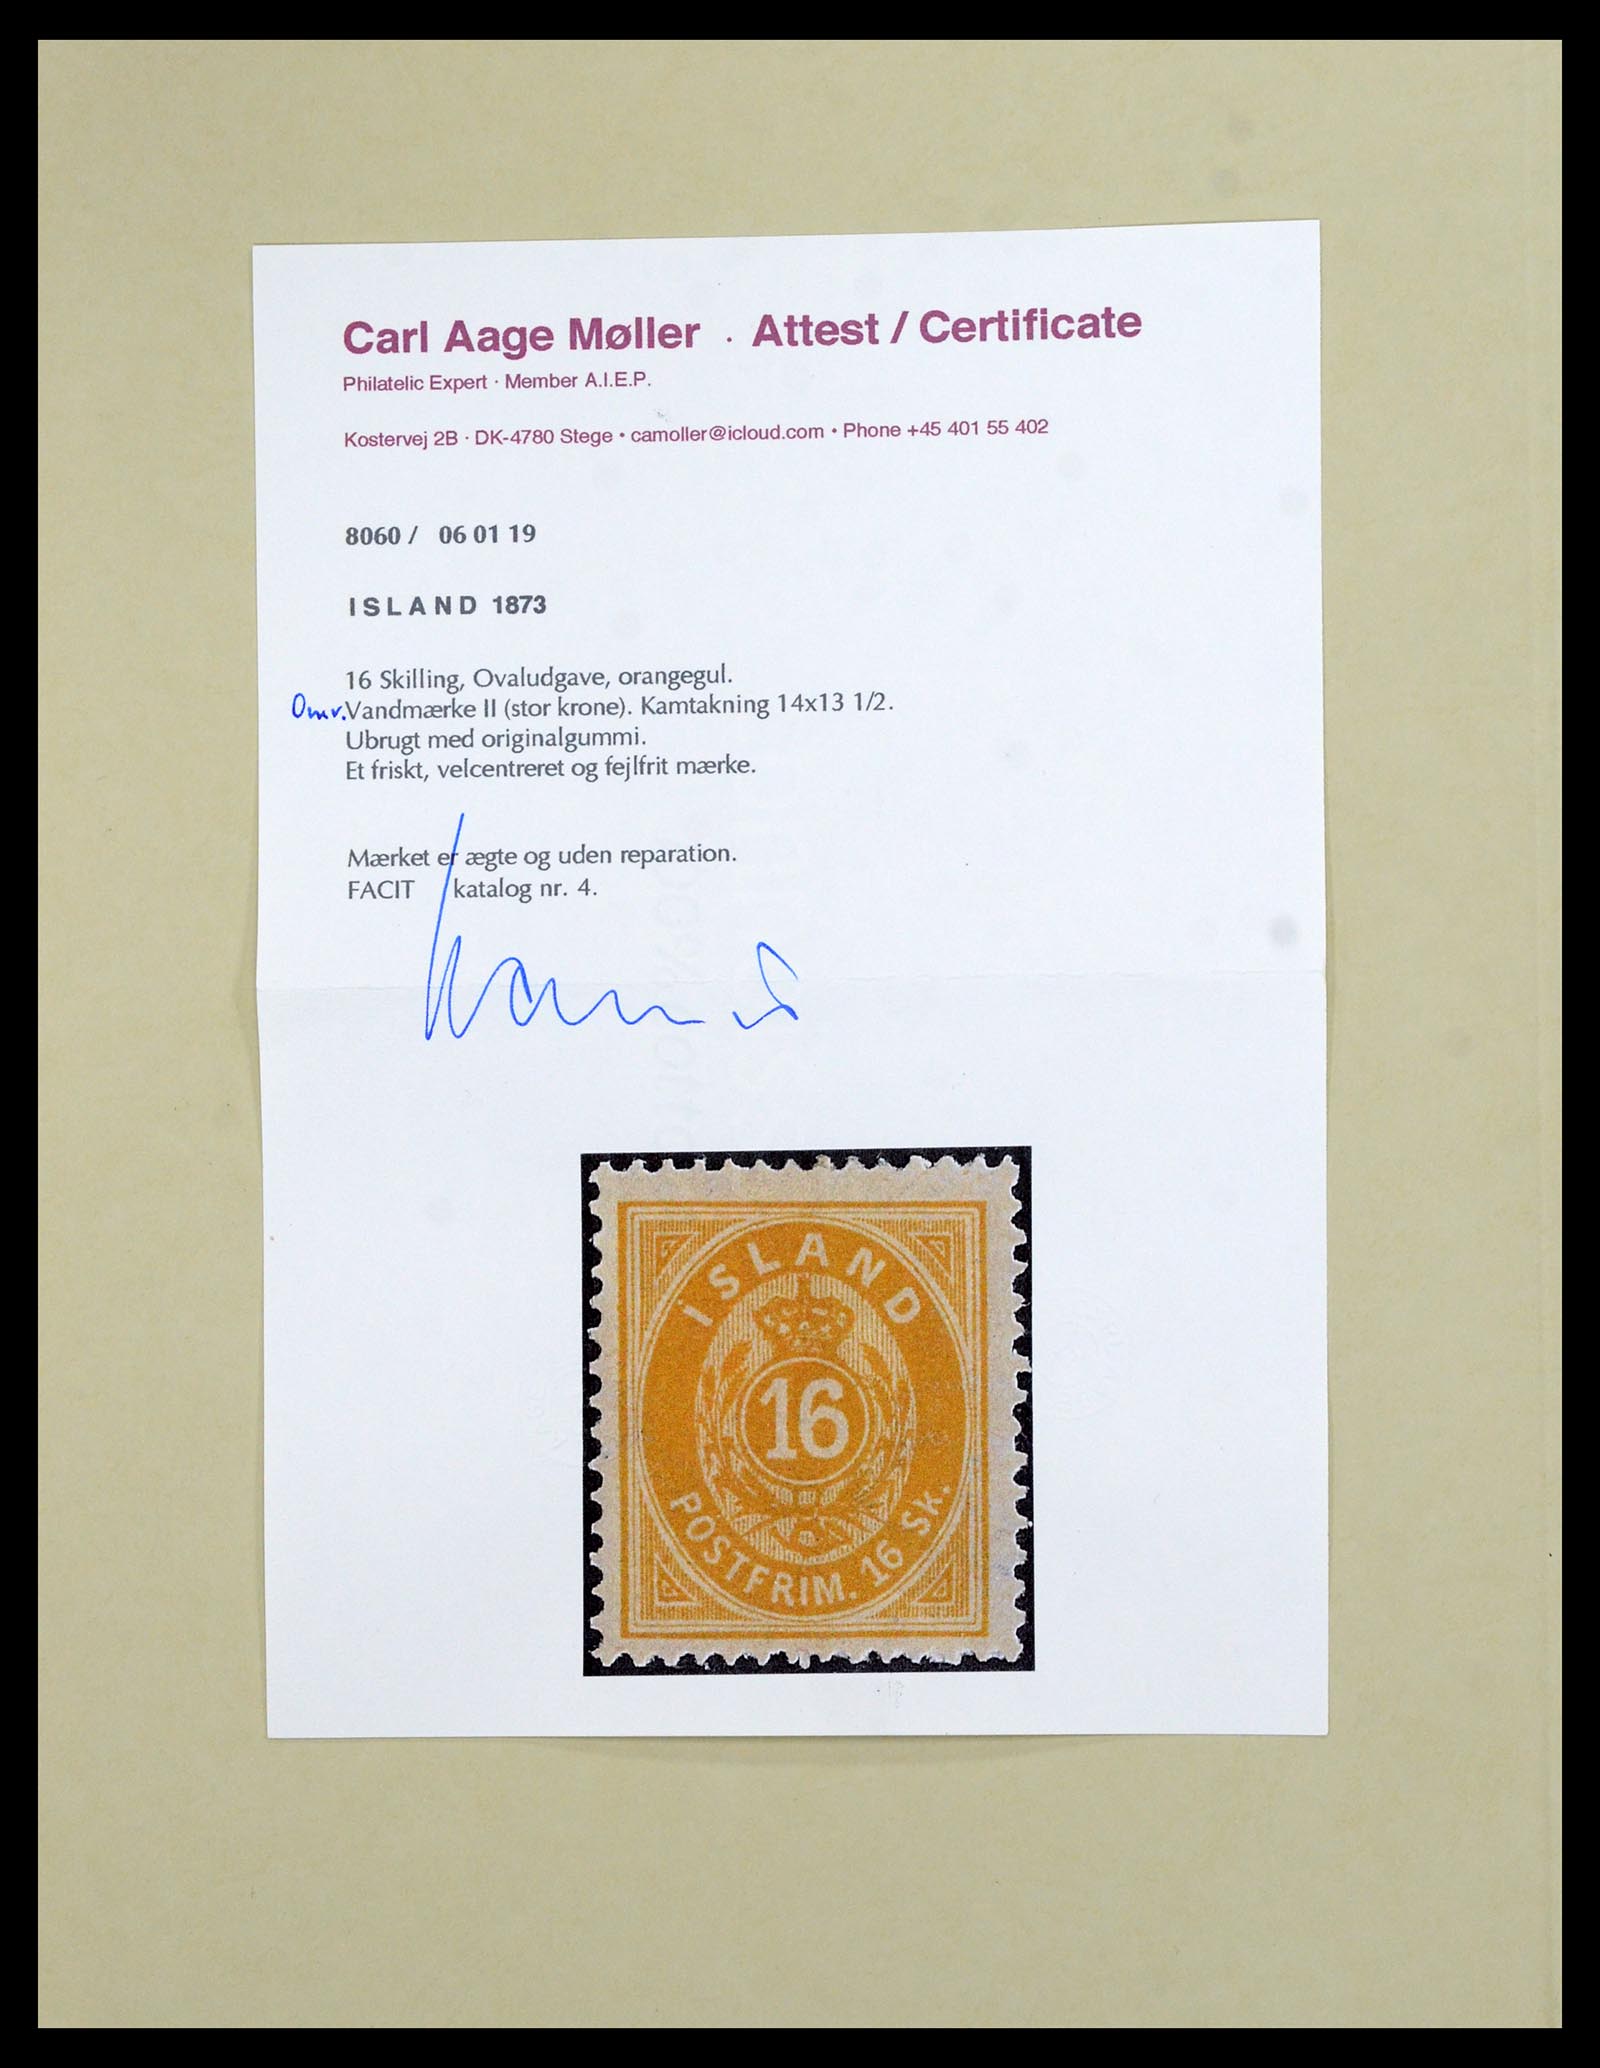 Carl Aage Møller . Attest / Certificate
Philatelic Expert · Member A.I.E.P.
Kostervej 2B · DK-4780 Stege • camoller@icloud.com • Phone +45 401 55 402
8060 / 06 01 19
ISLAND 1873
16 Skilling, Ovaludgave, orangegul.
Omv. Vandmærke II (stor krone). Kamtakning 14x13 1/2.
Ubrugt med originalgummi.
Et friskt, velcentreret og fejlfrit mærke.
Mærket er ægte og uden reparation.
FACIT katalog nr. 4.
ISLAND
16
POSTFRIM. 16 SK.